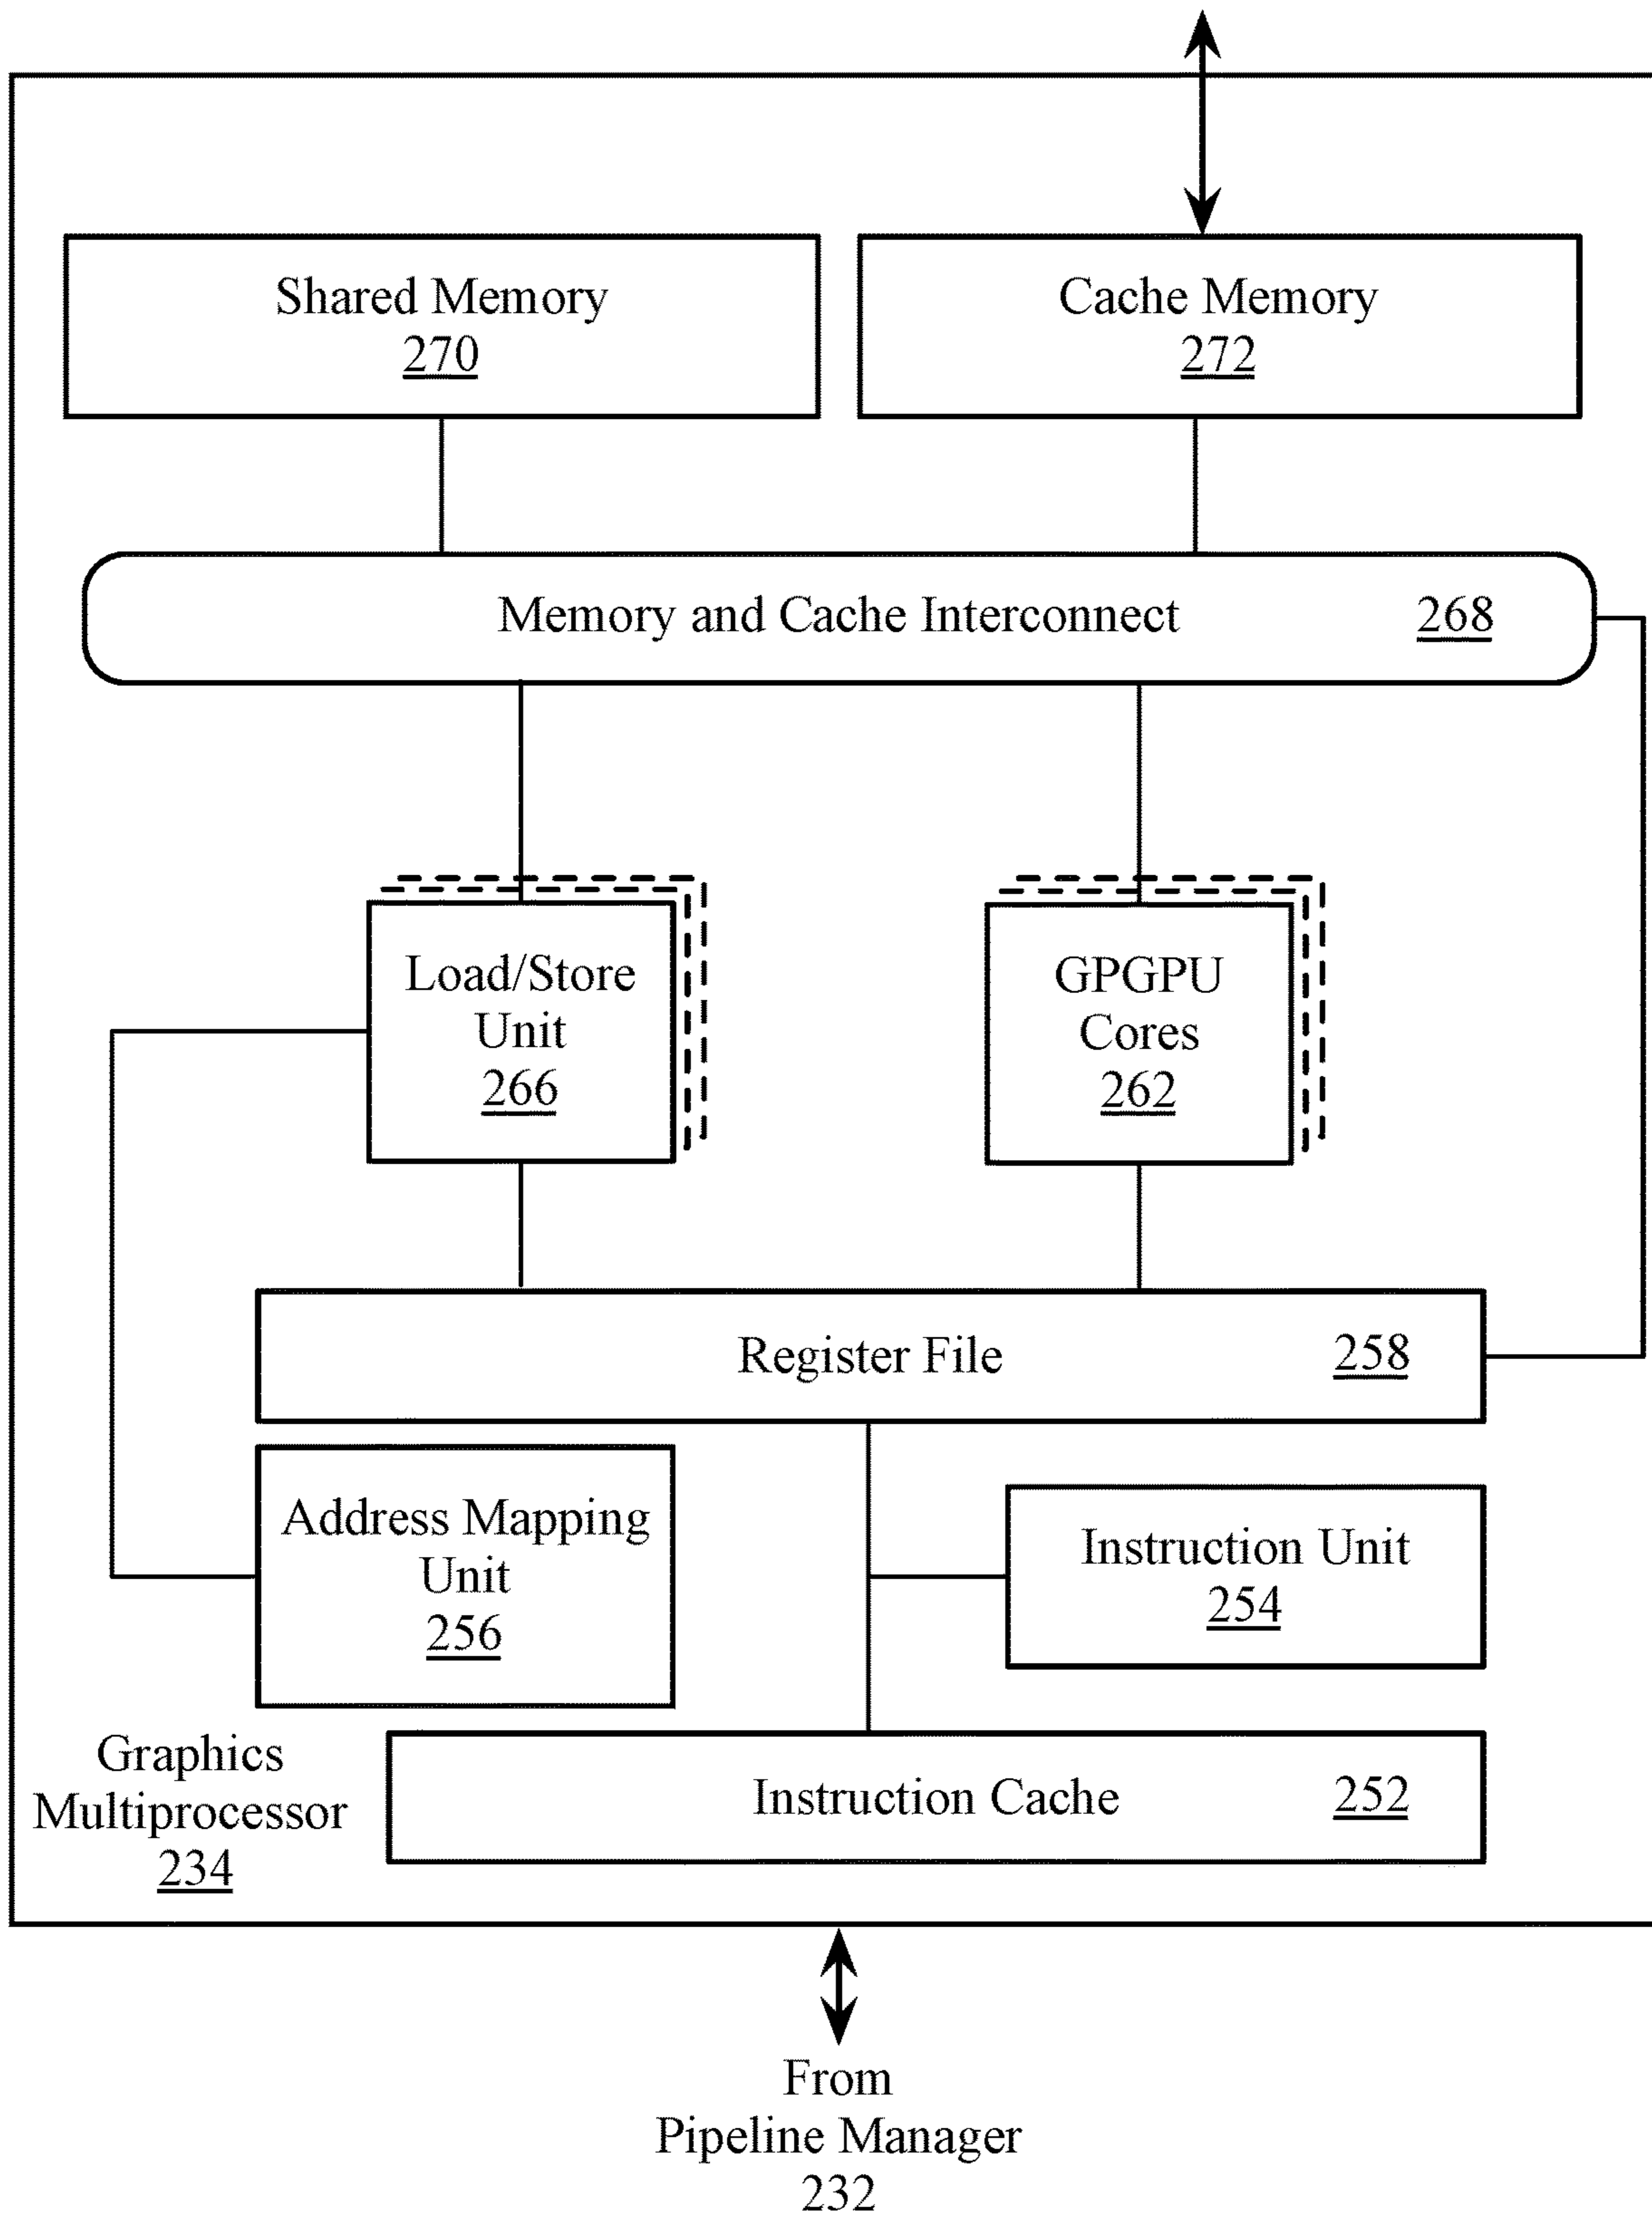 Shared Memory
270
Cache Memory
272
Memory and Cache Interconnect 268
Load/Store
Unit
266
GPGPU
Cores
262
Register File 258
Address Mapping
Unit
256
Instruction Unit
254
Graphics
Multiprocessor
234
Instruction Cache 252
From
Pipeline Manager
232